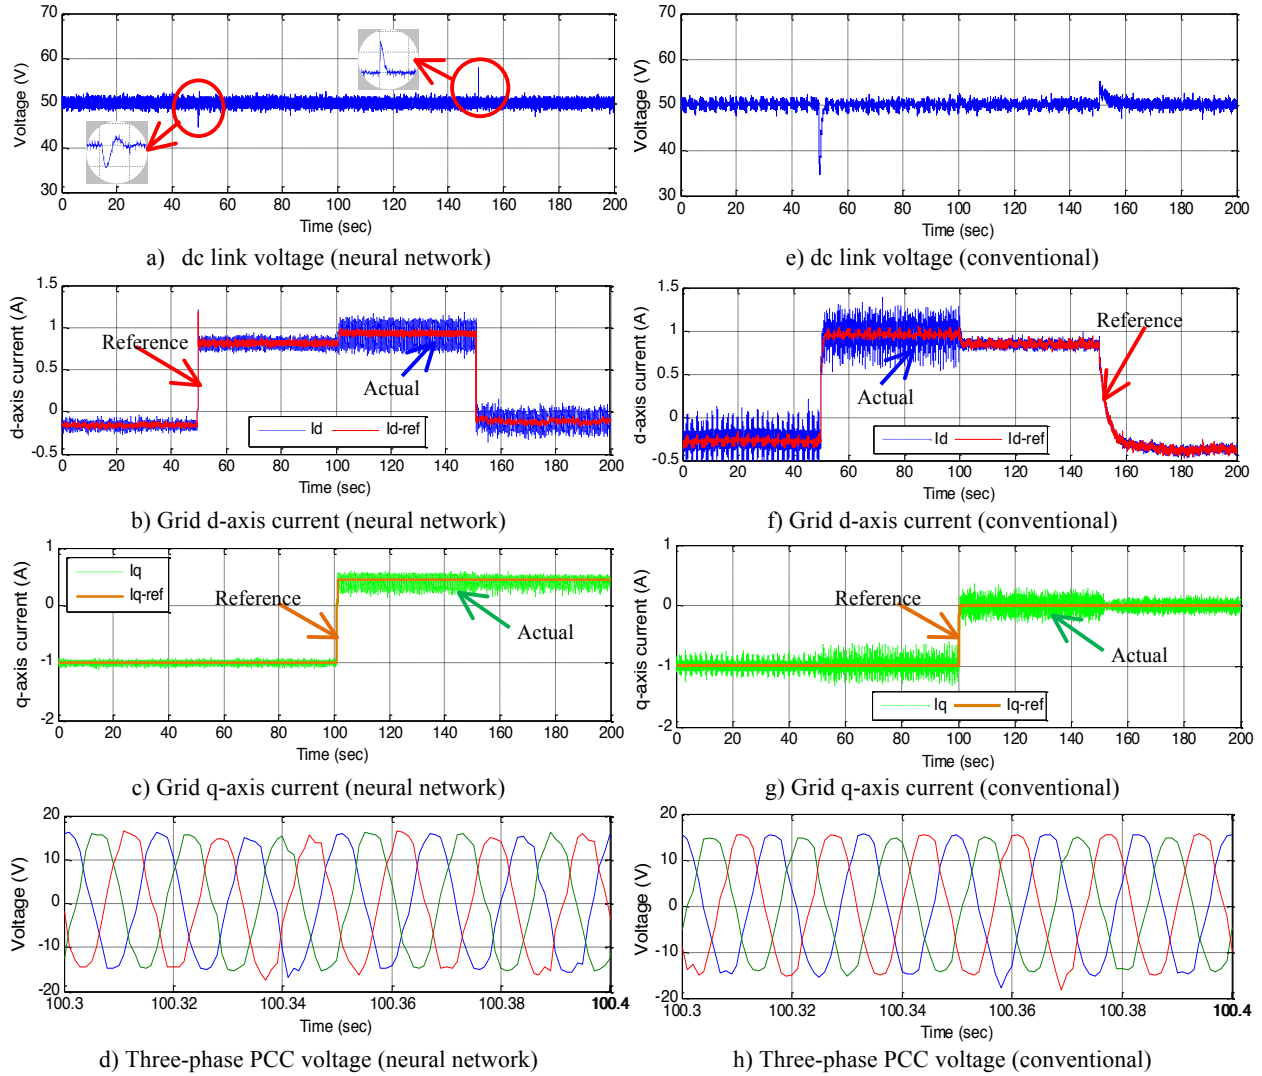 70
60
50
40
30
Voltage (V)
0 20 40 60 80 100 120 140 160 180 200
Time (sec)
a) dc link voltage (neural network)
70
60
50
40
30
Voltage (V)
0 20 40 60 80 100 120 140 160 180 200
Time (sec)
e) dc link voltage (conventional)
1.5
1
0.5
0
-0.5
d-axis current (A)
Reference
Actual
Id Id-ref
0 20 40 60 80 100 120 140 160 180 200
Time (sec)
b) Grid d-axis current (neural network)
1.5
1
0.5
0
-0.5
d-axis current (A)
Reference
Actual
Id Id-ref
0 20 40 60 80 100 120 140 160 180 200
Time (sec)
f) Grid d-axis current (conventional)
1
0
-1
-2
q-axis current (A)
Iq
Iq-ref
Reference
Actual
0 20 40 60 80 100 120 140 160 180 200
Time (sec)
c) Grid q-axis current (neural network)
1
0
-1
-2
q-axis current (A)
Reference
Actual
Iq Iq-ref
0 20 40 60 80 100 120 140 160 180 200
Time (sec)
g) Grid q-axis current (conventional)
20
10
0
-10
-20
Voltage (V)
100.3 100.32 100.34 100.36 100.38 100.4
Time (sec)
d) Three-phase PCC voltage (neural network)
20
10
0
-10
-20
Voltage (V)
100.3 100.32 100.34 100.36 100.38 100.4
Time (sec)
h) Three-phase PCC voltage (conventional)